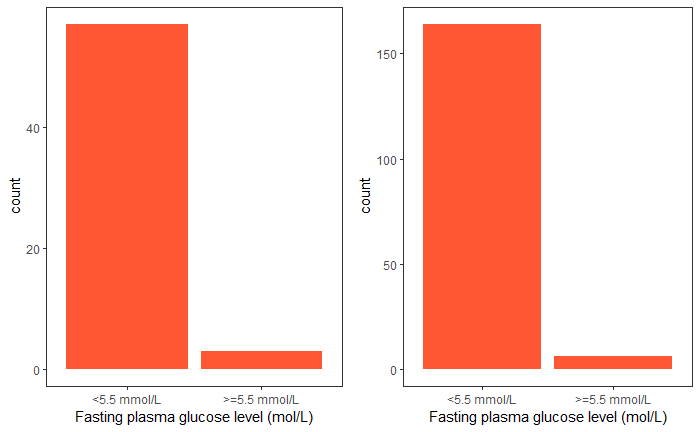 count
40
20
0
<5.5 mmol/L
>=5.5 mmol/L
Fasting plasma glucose level (mol/L)
count
150
100
50
0
<5.5 mmol/L
>=5.5 mmol/L
Fasting plasma glucose level (mol/L)